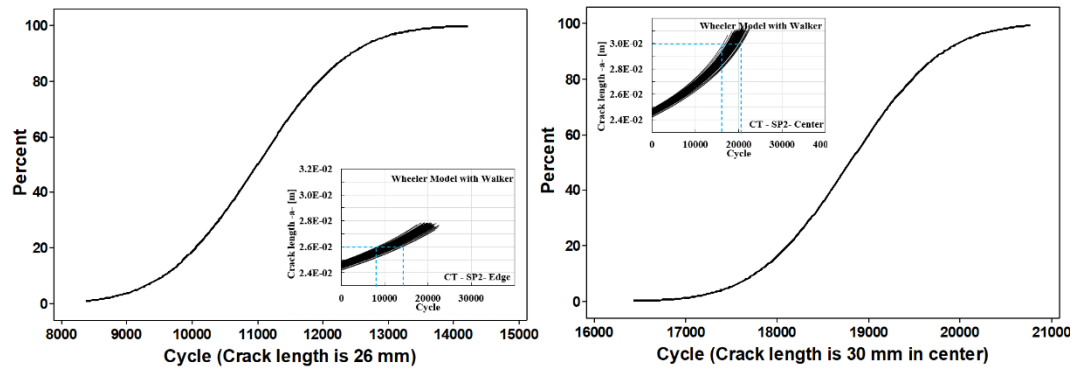 100
80
60
40
20
0
Percent
8000 9000 10000 11000 12000 13000 14000 15000
Cycle (Crack length is 26 mm)
3.2E-02
3.0E-02
2.8E-02
2.6E-02
2.4E-02
Crack length -a- [m]
Wheeler Model with Walker
CT - SP2- Edge
0 10000 20000 30000
Cycle
100
80
60
40
20
0
Percent
16000 17000 18000 19000 20000 21000
Cycle (Crack length is 30 mm in center)
3.0E-02
2.8E-02
2.6E-02
2.4E-02
Crack length -a- [m]
Wheeler Model with Walker
CT - SP2- Center
0 10000 20000 30000 400
Cycle